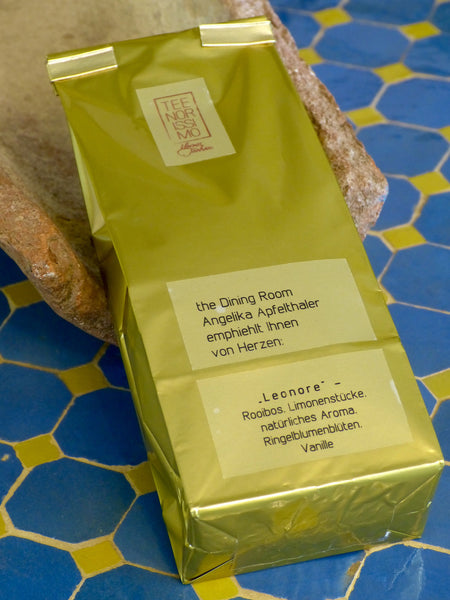 TEE
NOR
ISSI
MO
the Dining Room
Angelika Apfelthaler
empfiehlt Ihnen
von Herzen:
„Leonore“ –
Rooibos. Limonenstücke.
natürliches Aroma.
Ringelblumenblüten.
Vanille